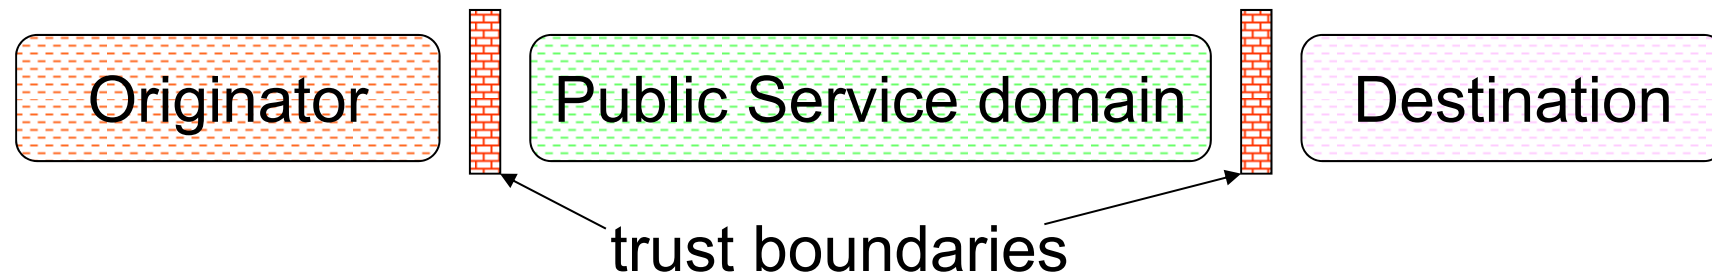 Originator
Public Service domain
Destination
trust boundaries